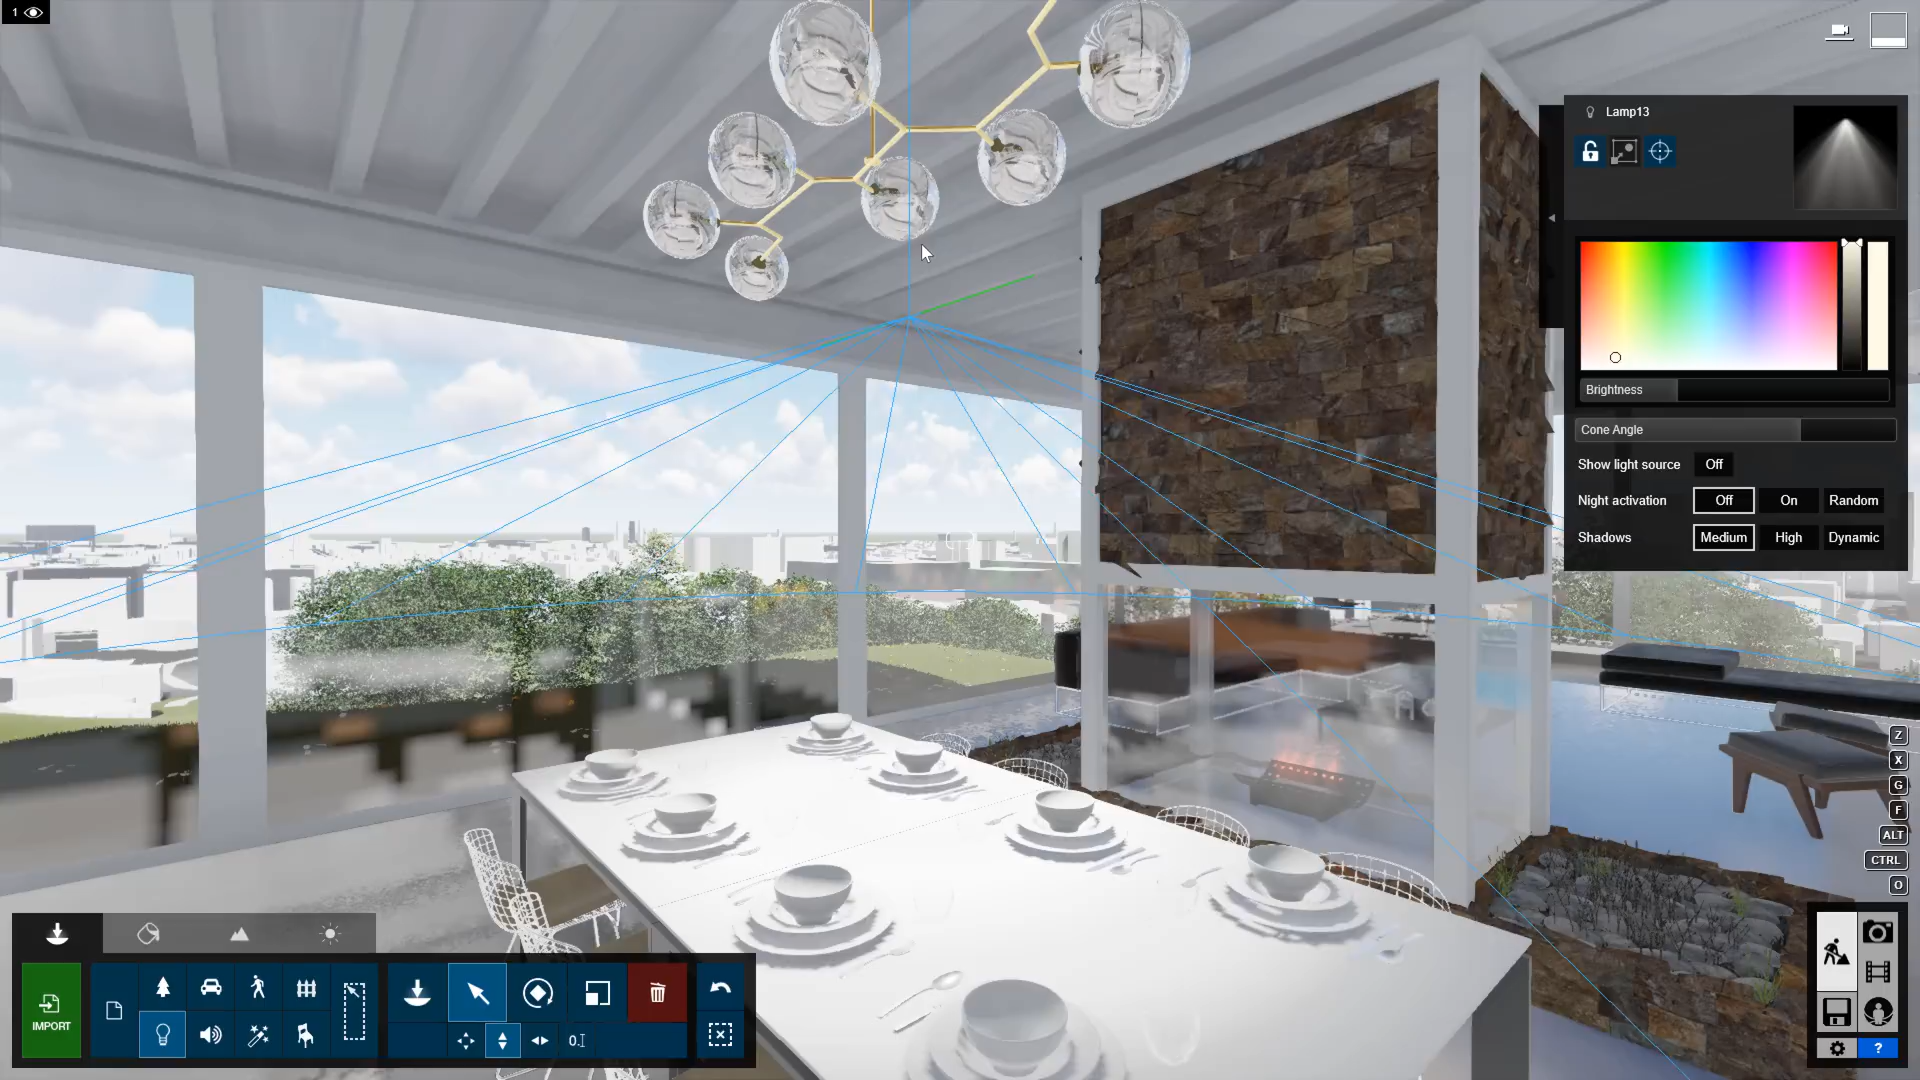 1
Lamp13
Brightness
Cone Angle
Show light source Off
Night activation Off On Random
Shadows Medium High Dynamic
Z
X
G
F
ALT
CTRL
O
IMPORT
0.
?